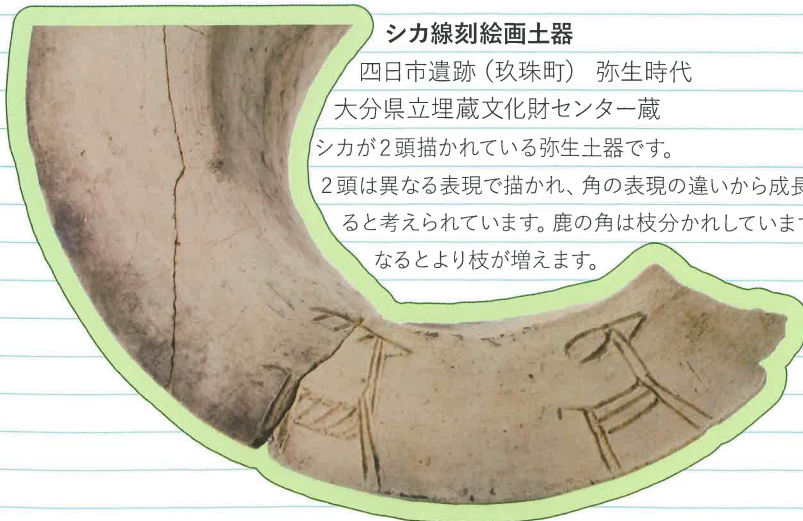 シカ線刻絵画土器
四日市遺跡（玖珠町） 弥生時代
大分県立埋蔵文化財センター蔵
シカが2頭描かれている弥生土器です。
2頭は異なる表現で描かれ、角の表現の違いから成長
ると考えられています。鹿の角は枝分かれしています
なるとより枝が増えます。